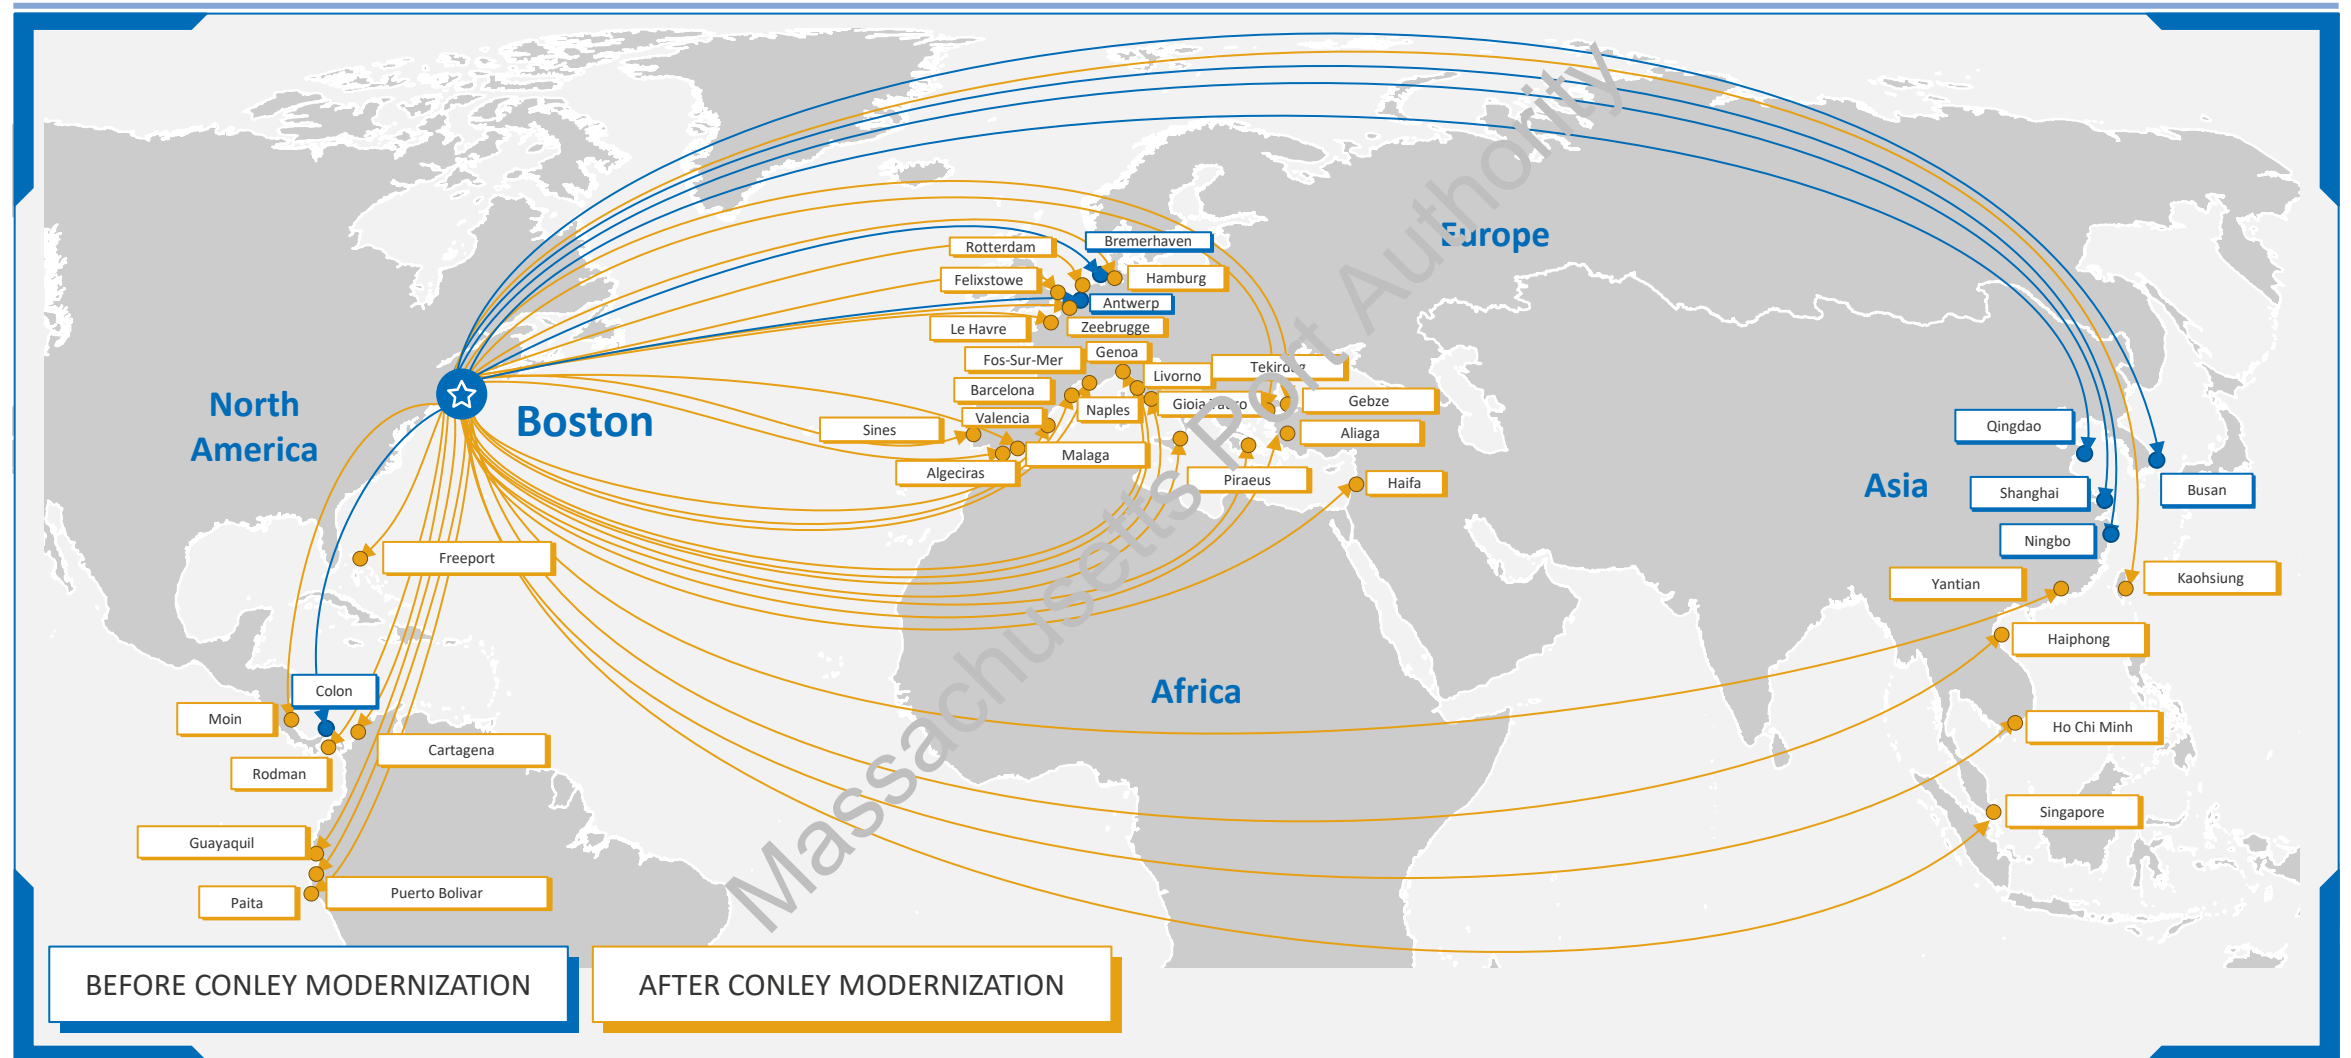 Europe
Rotterdam
Bremerhaven
Felixstowe
Hamburg
Antwerp
Le Havre
Zeebrugge
Fos-Sur-Mer
Genoa
Livorno
Tekirdag
Barcelona
Naples
Gioia Tauro
Gebze
Valencia
Sines
Aliaga
Malaga
Algeciras
Piraeus
Haifa
North
America
Boston
Qingdao
Asia
Shanghai
Busan
Ningbo
Freeport
Yantian
Kaohsiung
Haiphong
Colon
Africa
Moin
Ho Chi Minh
Cartagena
Rodman
Singapore
Guayaquil
Puerto Bolivar
Paita
Massachusetts Port Authority
BEFORE CONLEY MODERNIZATION
AFTER CONLEY MODERNIZATION